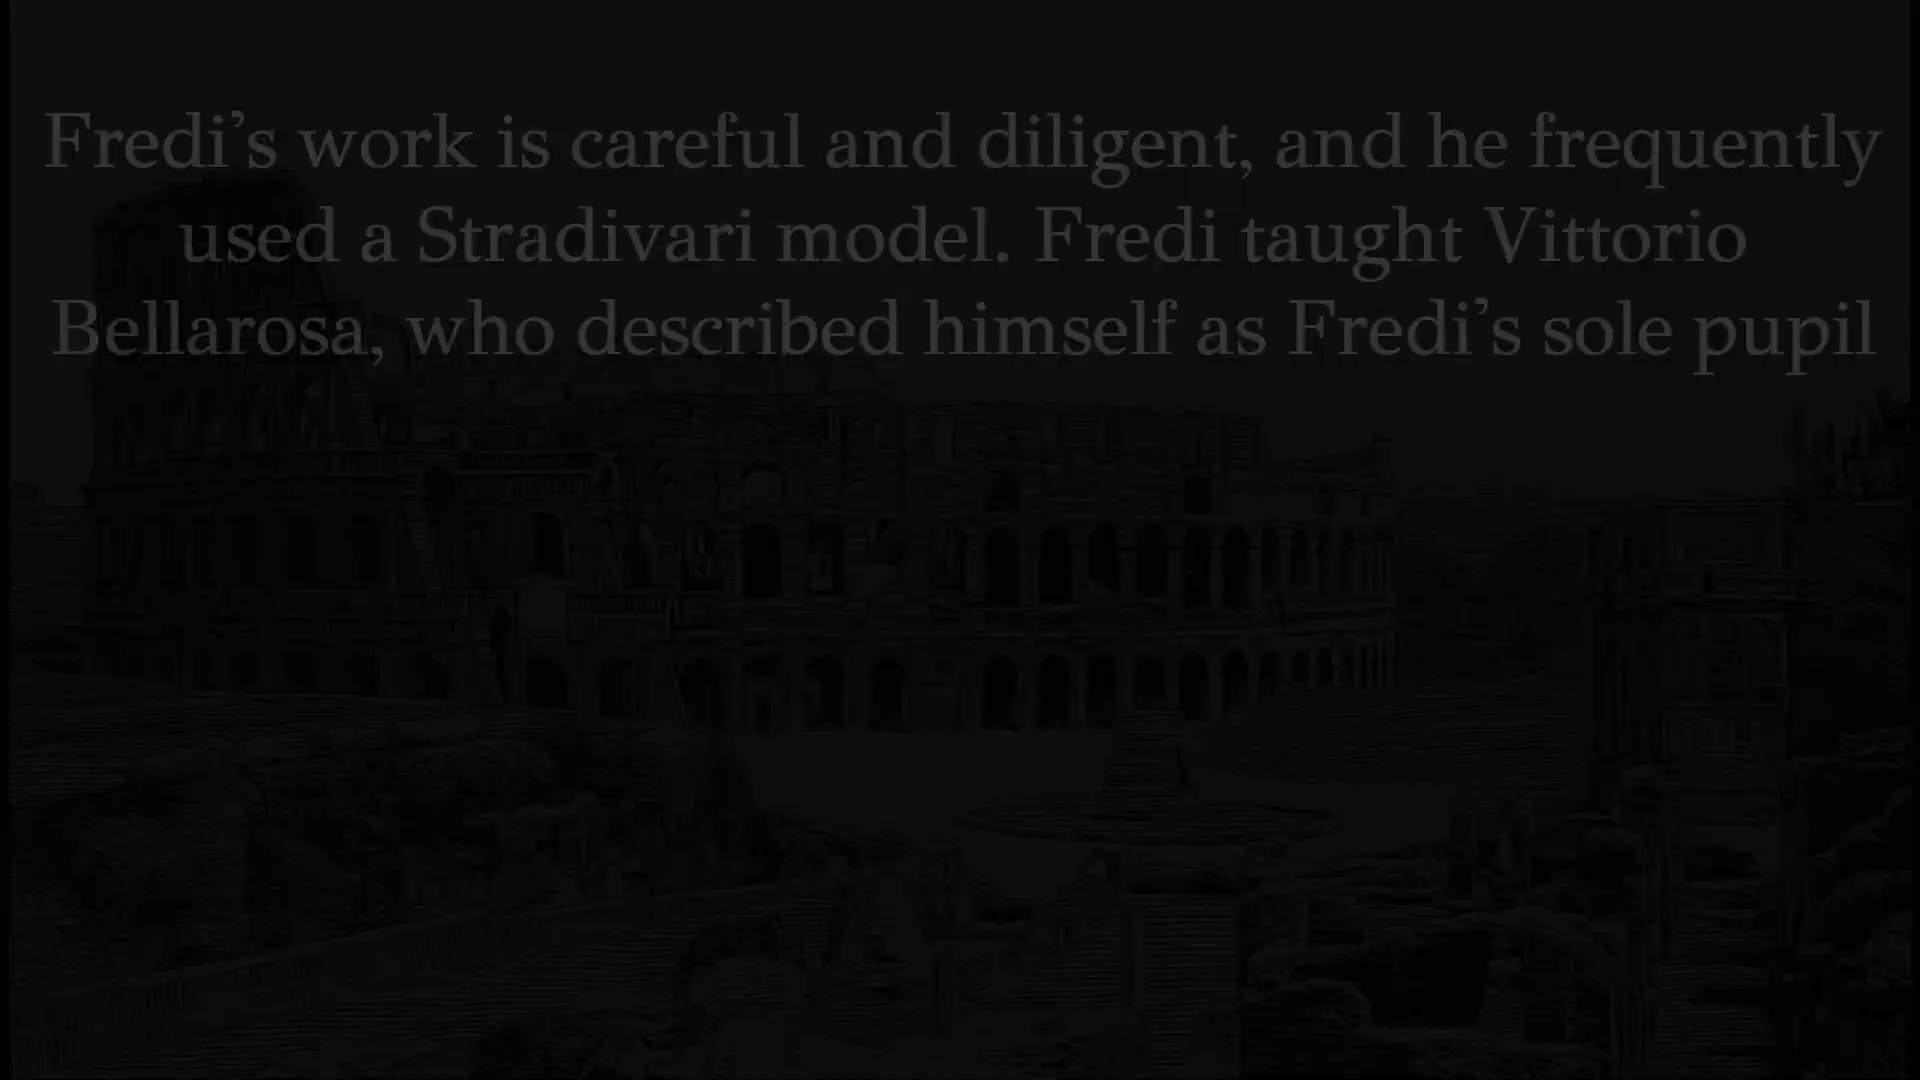 Fredi’s work is careful and diligent, and he frequently
used a Stradivari model. Fredi taught Vittorio
Bellarosa, who described himself as Fredi’s sole pupil